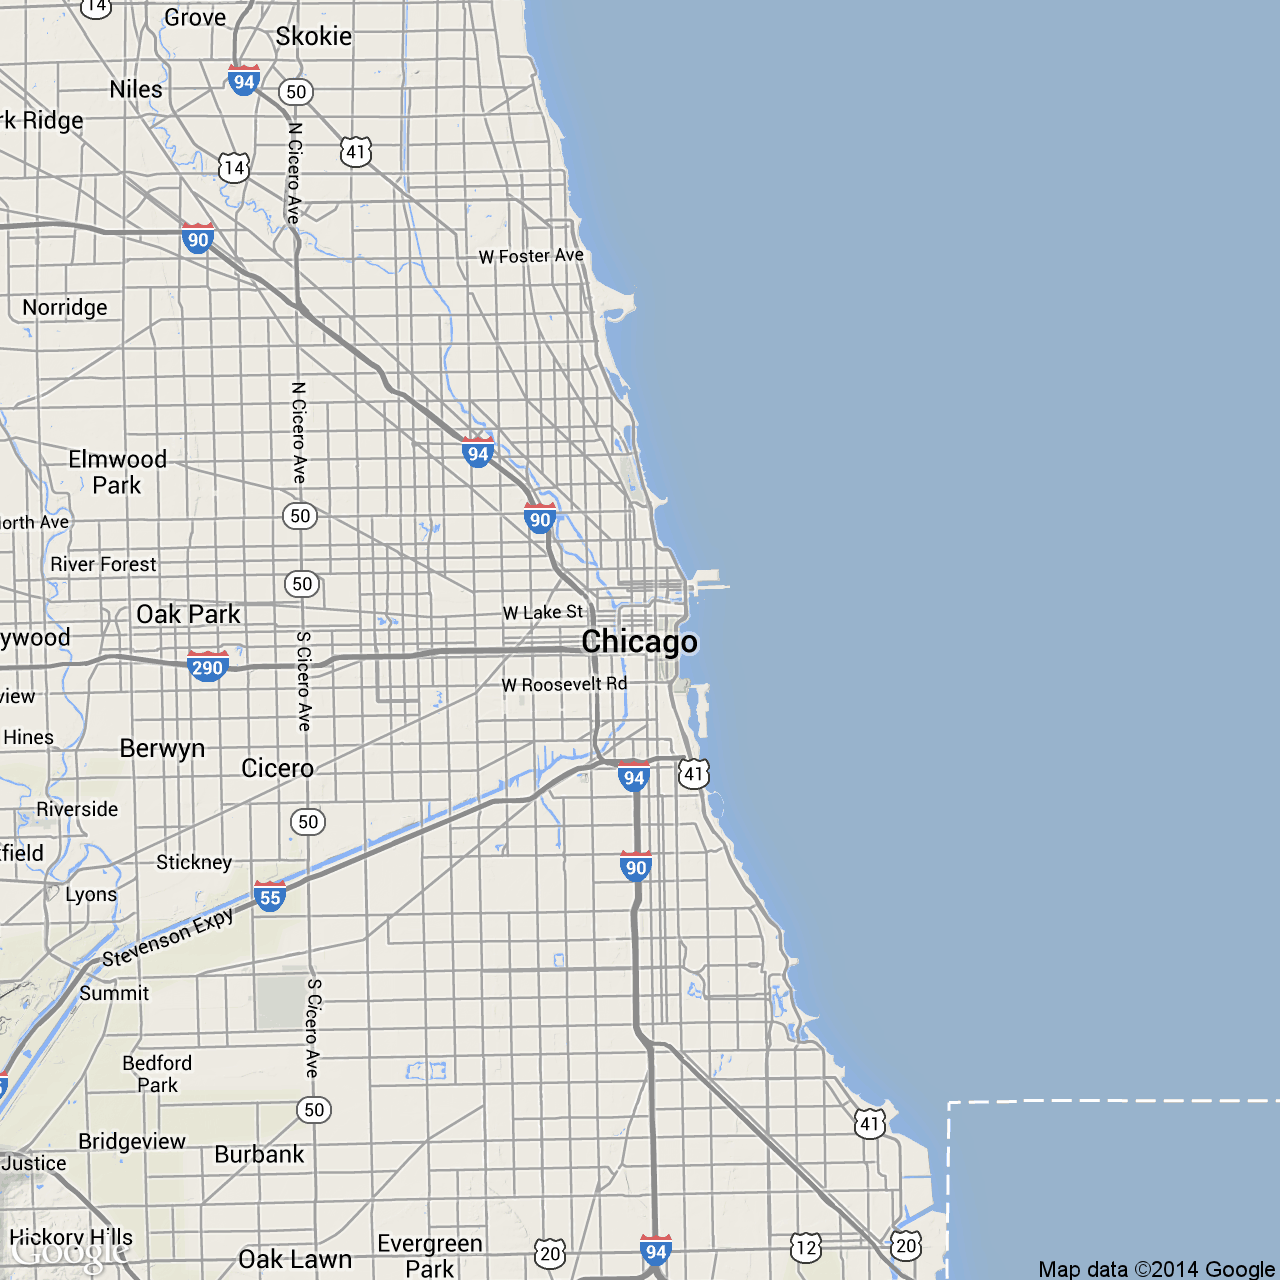 14
Grove
Skokie
94
50
Niles
rk Ridge
N Cicero Ave
41
14
90
W Foster Ave
Norridge
N Cicero Ave
94
Elmwood
Park
50
90
orth Ave
River Forest
50
Oak Park
W Lake St
ywood
Chicago
S Cicero Ave
290
W Roosevelt Rd
view
Hines
Berwyn
Cicero
94
41
Riverside
50
field
Stickney
90
Lyons
55
Stevenson Expy
Summit
S Cicero Ave
Bedford
Park
50
41
Bridgeview
Burbank
Justice
Hickory Hills
Google
Oak Lawn
Evergreen
Park
20
94
12
20
Map data ©2014 Google